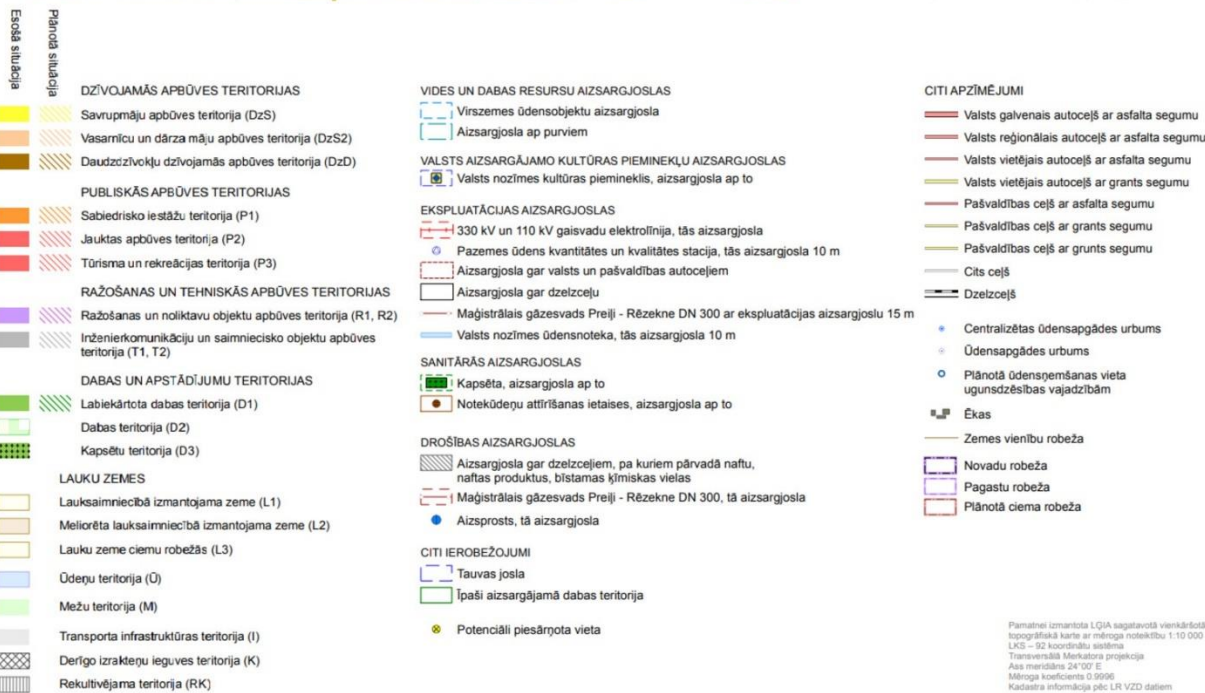 Esošā situācija
Plānotā situācija
DZĪVOJAMĀS APBŪVES TERITORIJAS
Savrupmāju apbūves teritorija (DzS)
Vasarnīcu un dārza māju apbūves teritorija (DzS2)
Daudzdzīvokļu dzīvojamās apbūves teritorija (DzD)
PUBLISKĀS APBŪVES TERITORIJAS
Sabiedrisko iestāžu teritorija (P1)
Jauktas apbūves teritorija (P2)
Tūrisma un rekreācijas teritorija (P3)
RAŽOŠANAS UN TEHNISKĀS APBŪVES TERITORIJAS
Ražošanas un noliktavu objektu apbūves teritorija (R1, R2)
Inženierkomunikāciju un saimniecisko objektu apbūves
teritorija (T1, T2)
DABAS UN APSTĀDĪJUMU TERITORIJAS
Labiekārtota dabas teritorija (D1)
Dabas teritorija (D2)
Kapsētu teritorija (D3)
LAUKU ZEMES
Lauksaimniecībā izmantojama zeme (L1)
Meliorēta lauksaimniecībā izmantojama zeme (L2)
Lauku zeme ciemu robežās (L3)
Ūdeņu teritorija (Ū)
Mežu teritorija (M)
Transporta infrastruktūras teritorija (I)
Derīgo izrakteņu ieguves teritorija (K)
Rekultivējama teritorija (RK)
VIDES UN DABAS RESURSU AIZSARGJOSLAS
Virszemes ūdensobjektu aizsargjosla
Aizsargjosla ap purviem
VALSTS AIZSARGĀJAMO KULTŪRAS PIEMINEKĻU AIZSARGJOSLAS
Valsts nozīmes kultūras piemineklis, aizsargjosla ap to
EKSPLUATĀCIJAS AIZSARGJOSLAS
330 kV un 110 kV gaisvadu elektrolīnija, tās aizsargjosla
Pazemes ūdens kvantitātes un kvalitātes stacija, tās aizsargjosla 10 m
Aizsargjosla gar valsts un pašvaldības autoceļiem
Aizsargjosla gar dzelzceļu
Maģistrālais gāzesvads Preiļi - Rēzekne DN 300 ar ekspluatācijas aizsargjoslu 15 m
Valsts nozīmes ūdensnoteka, tās aizsargjosla 10 m
SANITĀRĀS AIZSARGJOSLAS
Kapsēta, aizsargjosla ap to
Notekūdeņu attīrīšanas ietaises, aizsargjosla ap to
DROŠĪBAS AIZSARGJOSLAS
Aizsargjosla gar dzelzceļiem, pa kuriem pārvadā naftu,
naftas produktus, bīstamas ķīmiskas vielas
Maģistrālais gāzesvads Preiļi - Rēzekne DN 300, tā aizsargjosla
Aizsprosts, tā aizsargjosla
CITI IEROBEŽOJUMI
Tauvas josla
Īpaši aizsargājamā dabas teritorija
Potenciāli piesārņota vieta
CITI APZĪMĒJUMI
Valsts galvenais autoceļš ar asfalta segumu
Valsts reģionālais autoceļš ar asfalta segumu
Valsts vietējais autoceļš ar asfalta segumu
Valsts vietējais autoceļš ar grants segumu
Pašvaldības ceļš ar asfalta segumu
Pašvaldības ceļš ar grants segumu
Pašvaldības ceļš ar grunts segumu
Cits ceļš
Dzelzceļš
Centralizētas ūdensapgādes urbums
Ūdensapgādes urbums
Plānotā ūdensņemšanas vieta
ugunsdzēsības vajadzībām
Ēkas
Zemes vienību robeža
Novadu robeža
Pagastu robeža
Plānotā ciema robeža
Pamatnei izmantota LĢIA sagatavotā vienkāršotā
topogrāfiskā karte ar mēroga noteiktību 1:10 000
LKS – 92 koordinātu sistēma
Transversālā Merkatora projekcija
Ass meridiāns 24°00' E
Mēroga koeficients 0.9996
Kadastra informācija pēc LR VZD datiem